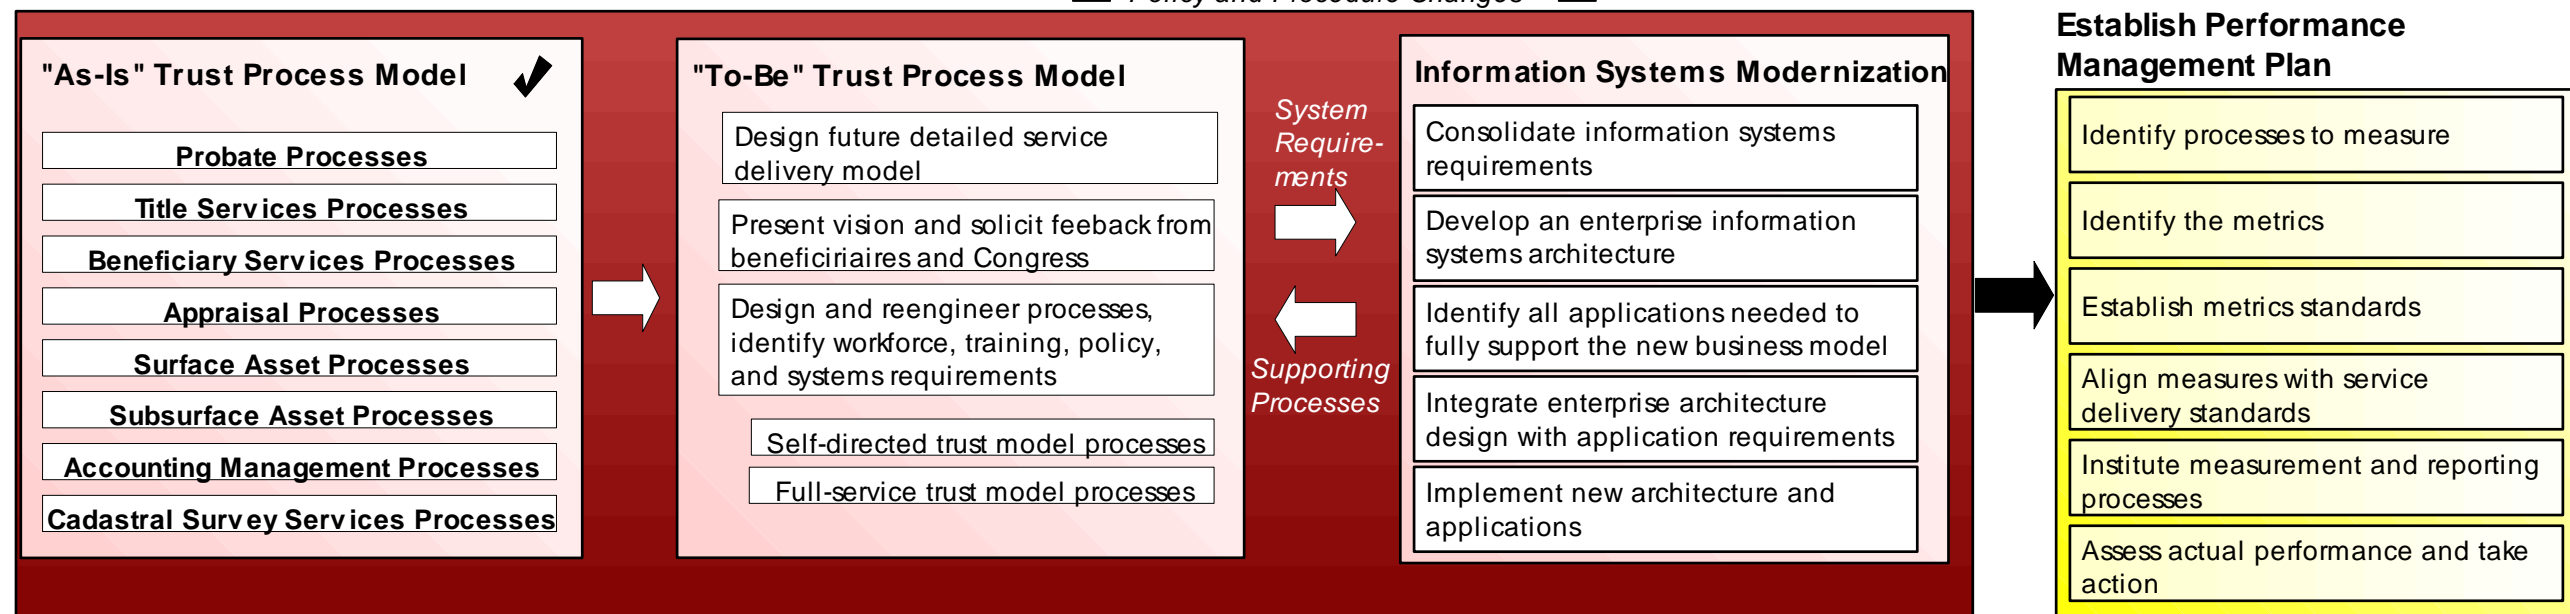 Policy and Procedure Changes
"As-Is" Trust Process Model
Probate Processes
Title Services Processes
Beneficiary Services Processes
Appraisal Processes
Surface Asset Processes
Subsurface Asset Processes
Accounting Management Processes
Cadastral Survey Services Processes
"To-Be" Trust Process Model
Design future detailed service
delivery model
Present vision and solicit feeback from
beneficiriaires and Congress
Design and reengineer processes,
identify workforce, training, policy,
and systems requirements
Self-directed trust model processes
Full-service trust model processes
System
Require-
ments
Supporting
Processes
Information Systems Modernization
Consolidate information systems
requirements
Develop an enterprise information
systems architecture
Identify all applications needed to
fully support the new business model
Integrate enterprise architecture
design with application requirements
Implement new architecture and
applications
Establish Performance
Management Plan
Identify processes to measure
Identify the metrics
Establish metrics standards
Align measures with service
delivery standards
Institute measurement and reporting
processes
Assess actual performance and take
action